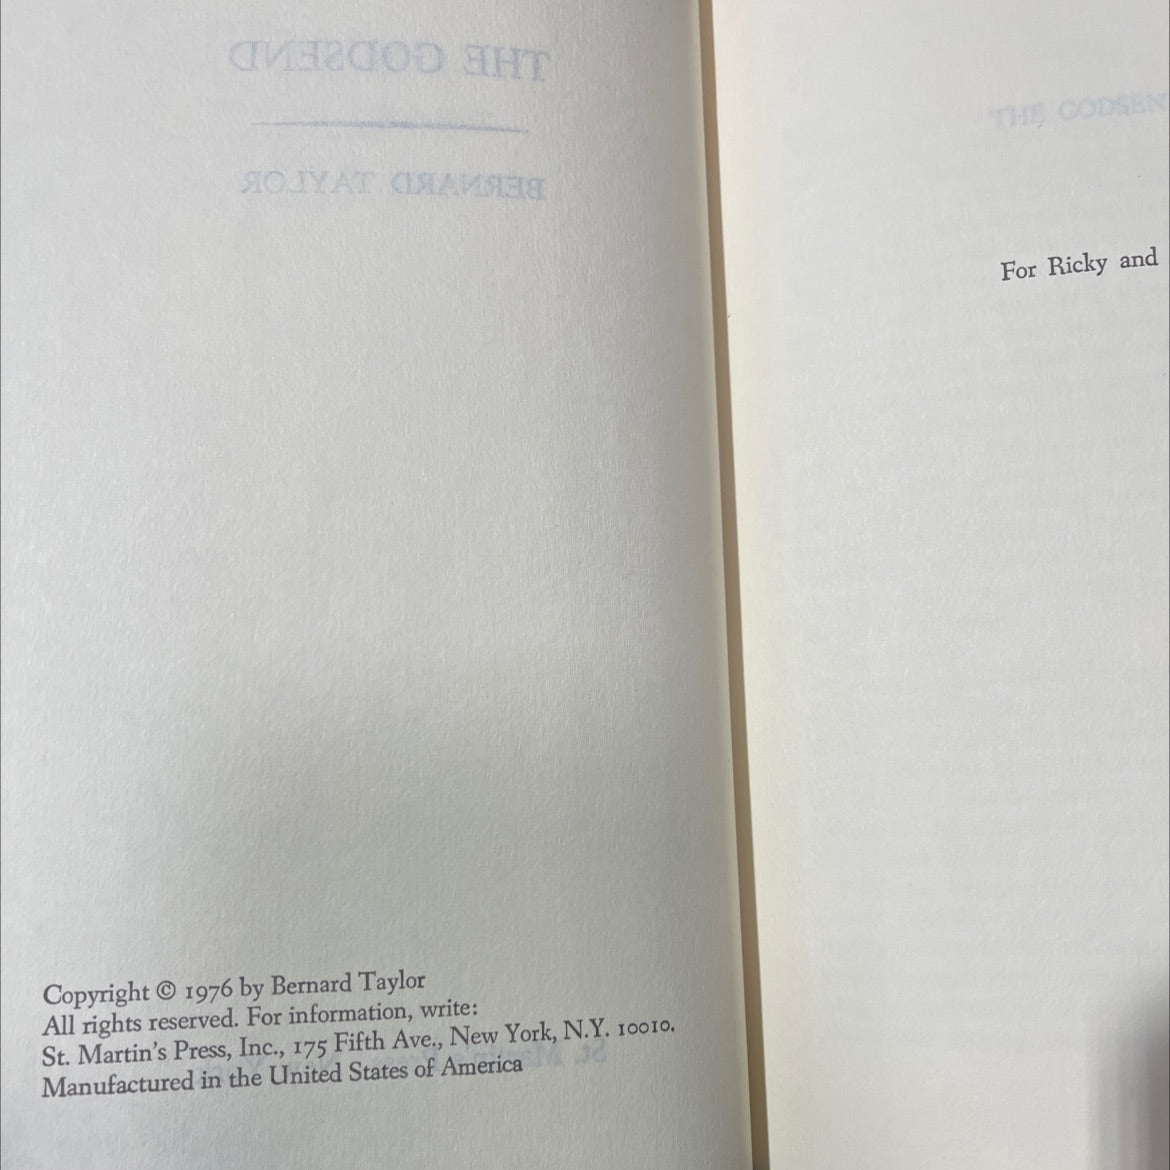 THE GODSEND
BERNARD TAYLOR
Copyright © 1976 by Bernard Taylor
All rights reserved. For information, write:
St. Martin's Press, Inc., 175 Fifth Ave., New York, N.Y. 10010.
Manufactured in the United States of America
THE GODSEN
For Ricky and